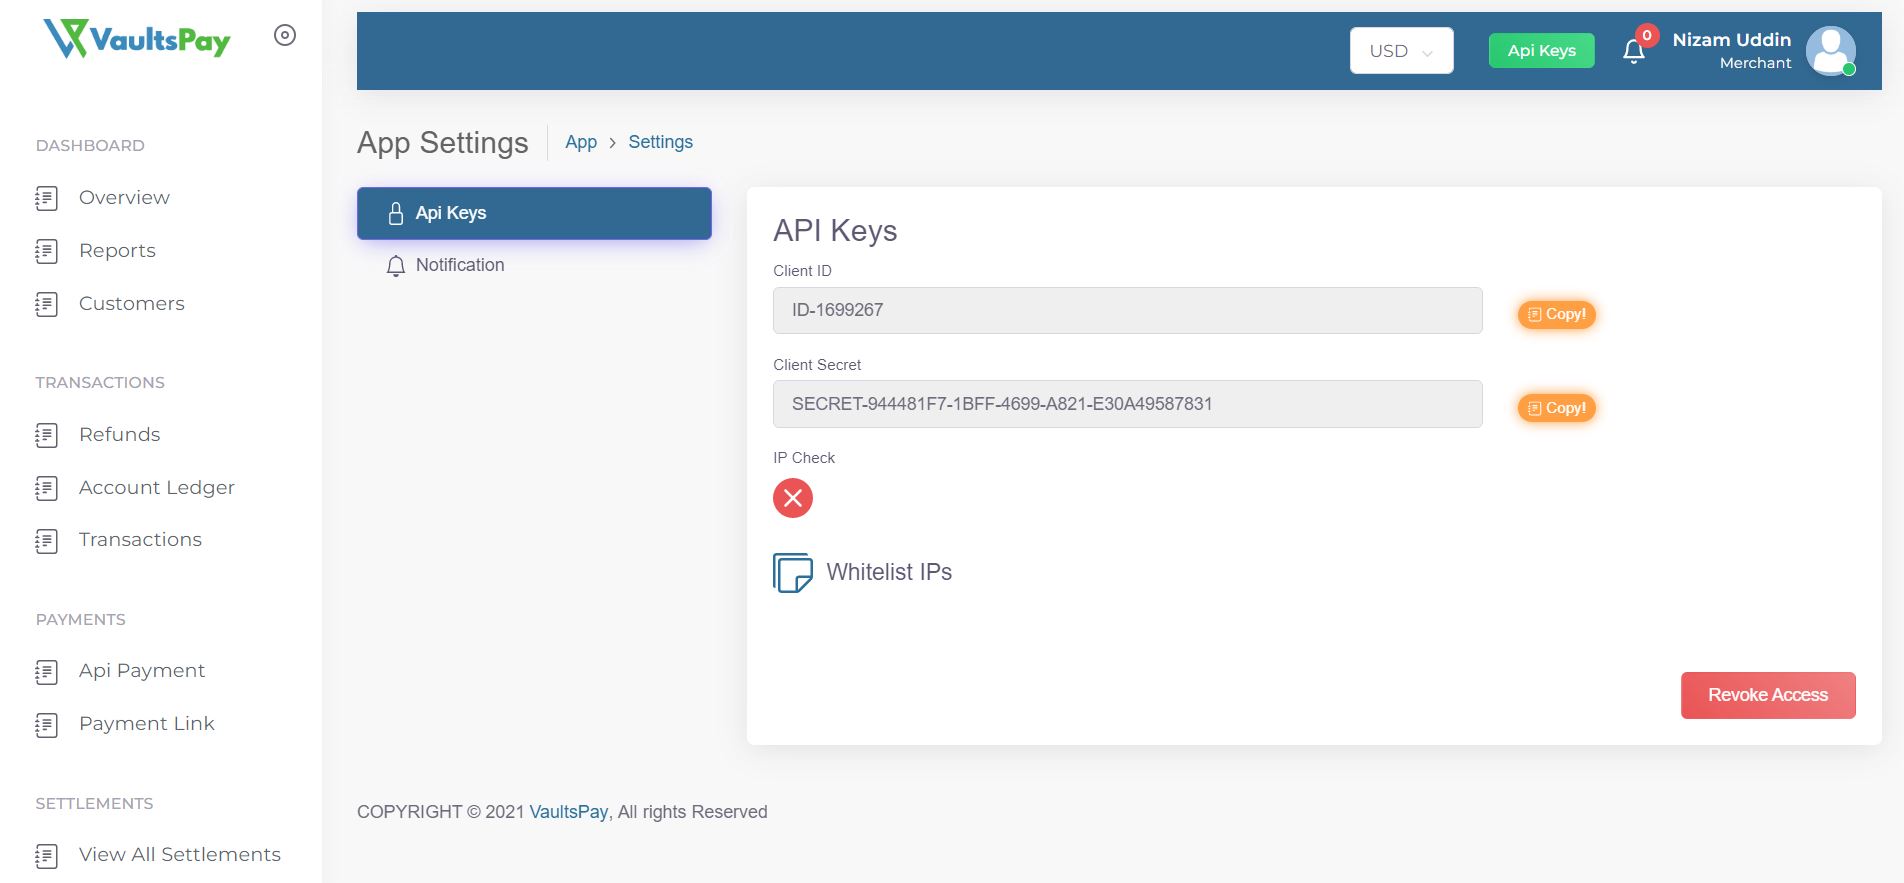 VaultsPay
USD
Api Keys
0
Nizam Uddin
Merchant
DASHBOARD
Overview
Reports
Customers
TRANSACTIONS
Refunds
Account Ledger
Transactions
PAYMENTS
Api Payment
Payment Link
SETTLEMENTS
View All Settlements
App Settings
App > Settings
Api Keys
Notification
API Keys
Client ID
ID-1699267
Copy!
Client Secret
SECRET-944481F7-1BFF-4699-A821-E30A49587831
Copy!
IP Check
Whitelist IPs
Revoke Access
COPYRIGHT © 2021 VaultsPay, All rights Reserved